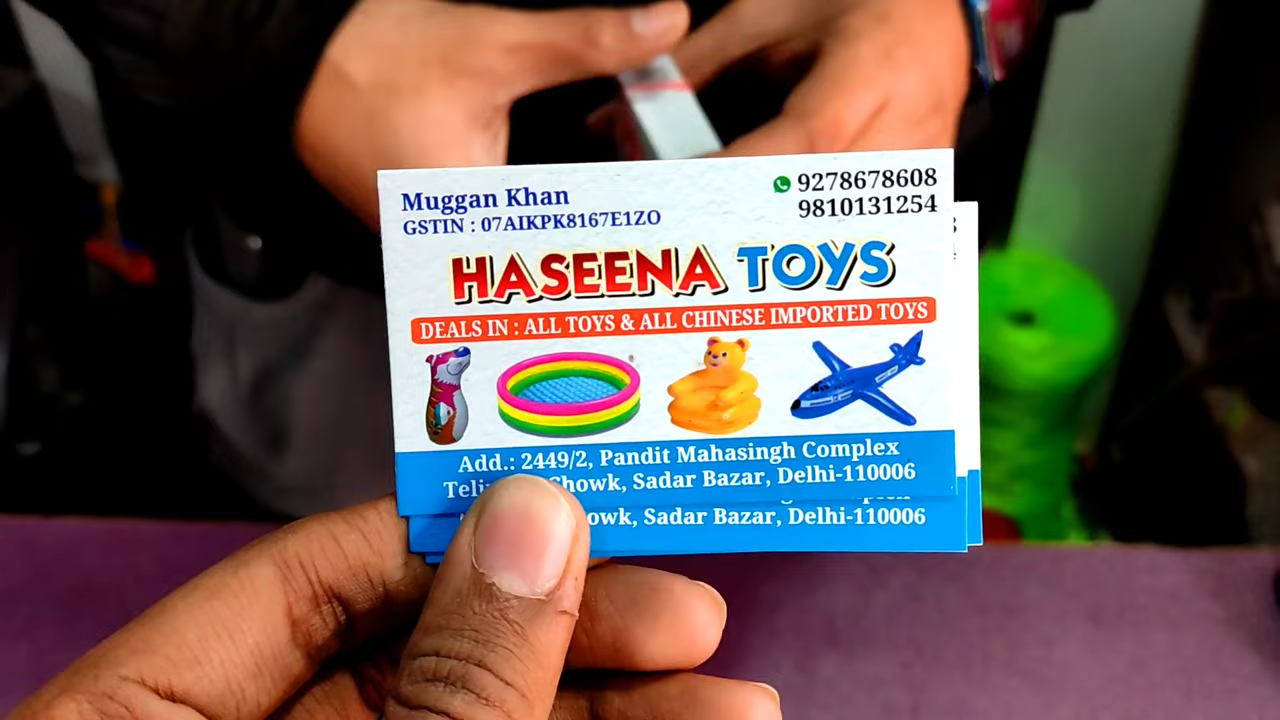 Muggan Khan
GSTIN : 07AIKPK8167E1ZO
9278678608
9810131254
HASEENA TOYS
DEALS IN : ALL TOYS & ALL CHINESE IMPORTED TOYS
Add.: 2449/2, Pandit Mahasingh Complex
Chowk, Sadar Bazar, Delhi-110006
Sadar Bazar, Delhi-110006